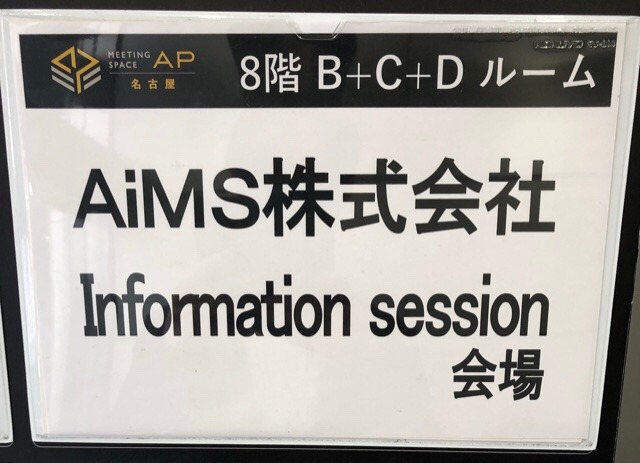 MEETING
SPACE AP
名古屋
8階 B+C+D ルーム
AiMS株式会社
Information session
会場